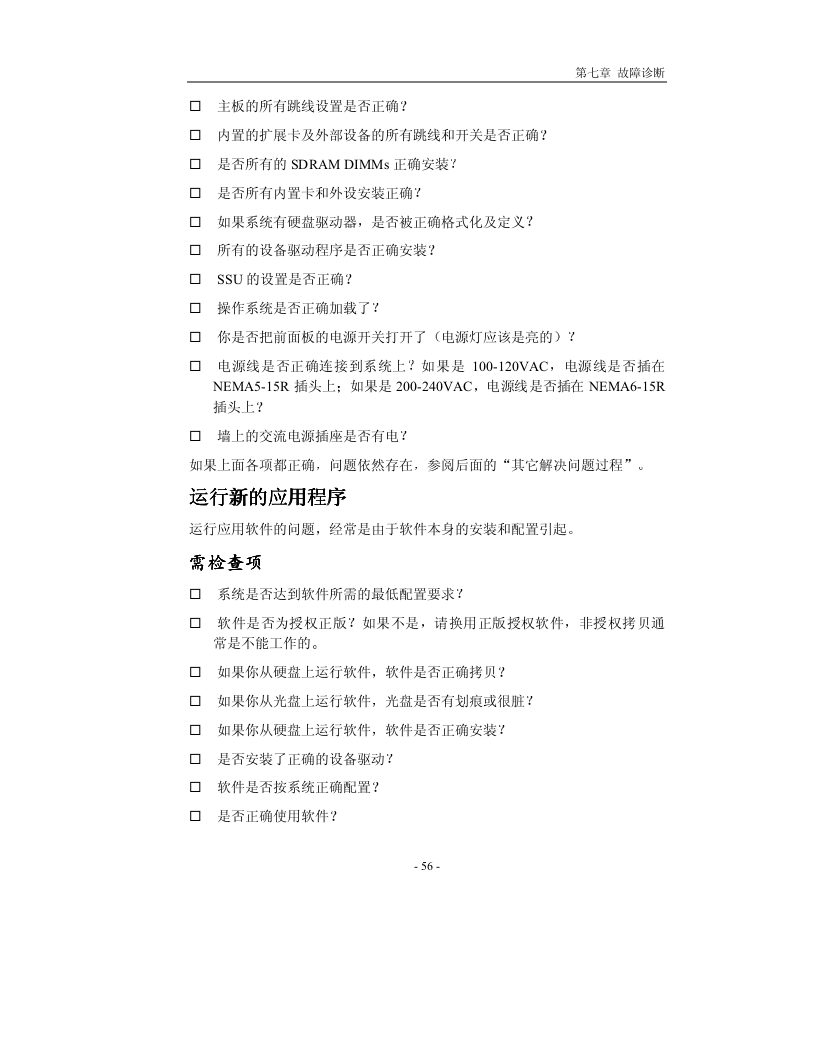 第七章 故障诊断
□ 主板的所有跳线设置是否正确？
□ 内置的扩展卡及外部设备的所有跳线和开关是否正确？
□ 是否所有的 SDRAM DIMMs 正确安装？
□ 是否所有内置卡和外设安装正确？
□ 如果系统有硬盘驱动器，是否被正确格式化及定义？
□ 所有的设备驱动程序是否正确安装？
□ SSU 的设置是否正确？
□ 操作系统是否正确加载了？
□ 你是否把前面板的电源开关打开了（电源灯应该是亮的）？
□ 电源线是否正确连接到系统上？如果是 100-120VAC，电源线是否插在
NEMA5-15R 插头上；如果是 200-240VAC，电源线是否插在 NEMA6-15R
插头上？
□ 墙上的交流电源插座是否有电？
如果上面各项都正确，问题依然存在，参阅后面的“其它解决问题过程”。
运行新的应用程序
运行应用软件的问题，经常是由于软件本身的安装和配置引起。
需检查项
□ 系统是否达到软件所需的最低配置要求？
□ 软件是否为授权正版？如果不是，请换用正版授权软件，非授权拷贝通
常是不能工作的。
□ 如果你从硬盘上运行软件，软件是否正确拷贝？
□ 如果你从光盘上运行软件，光盘是否有划痕或很脏？
□ 如果你从硬盘上运行软件，软件是否正确安装？
□ 是否安装了正确的设备驱动？
□ 软件是否按系统正确配置？
□ 是否正确使用软件？
- 56 -